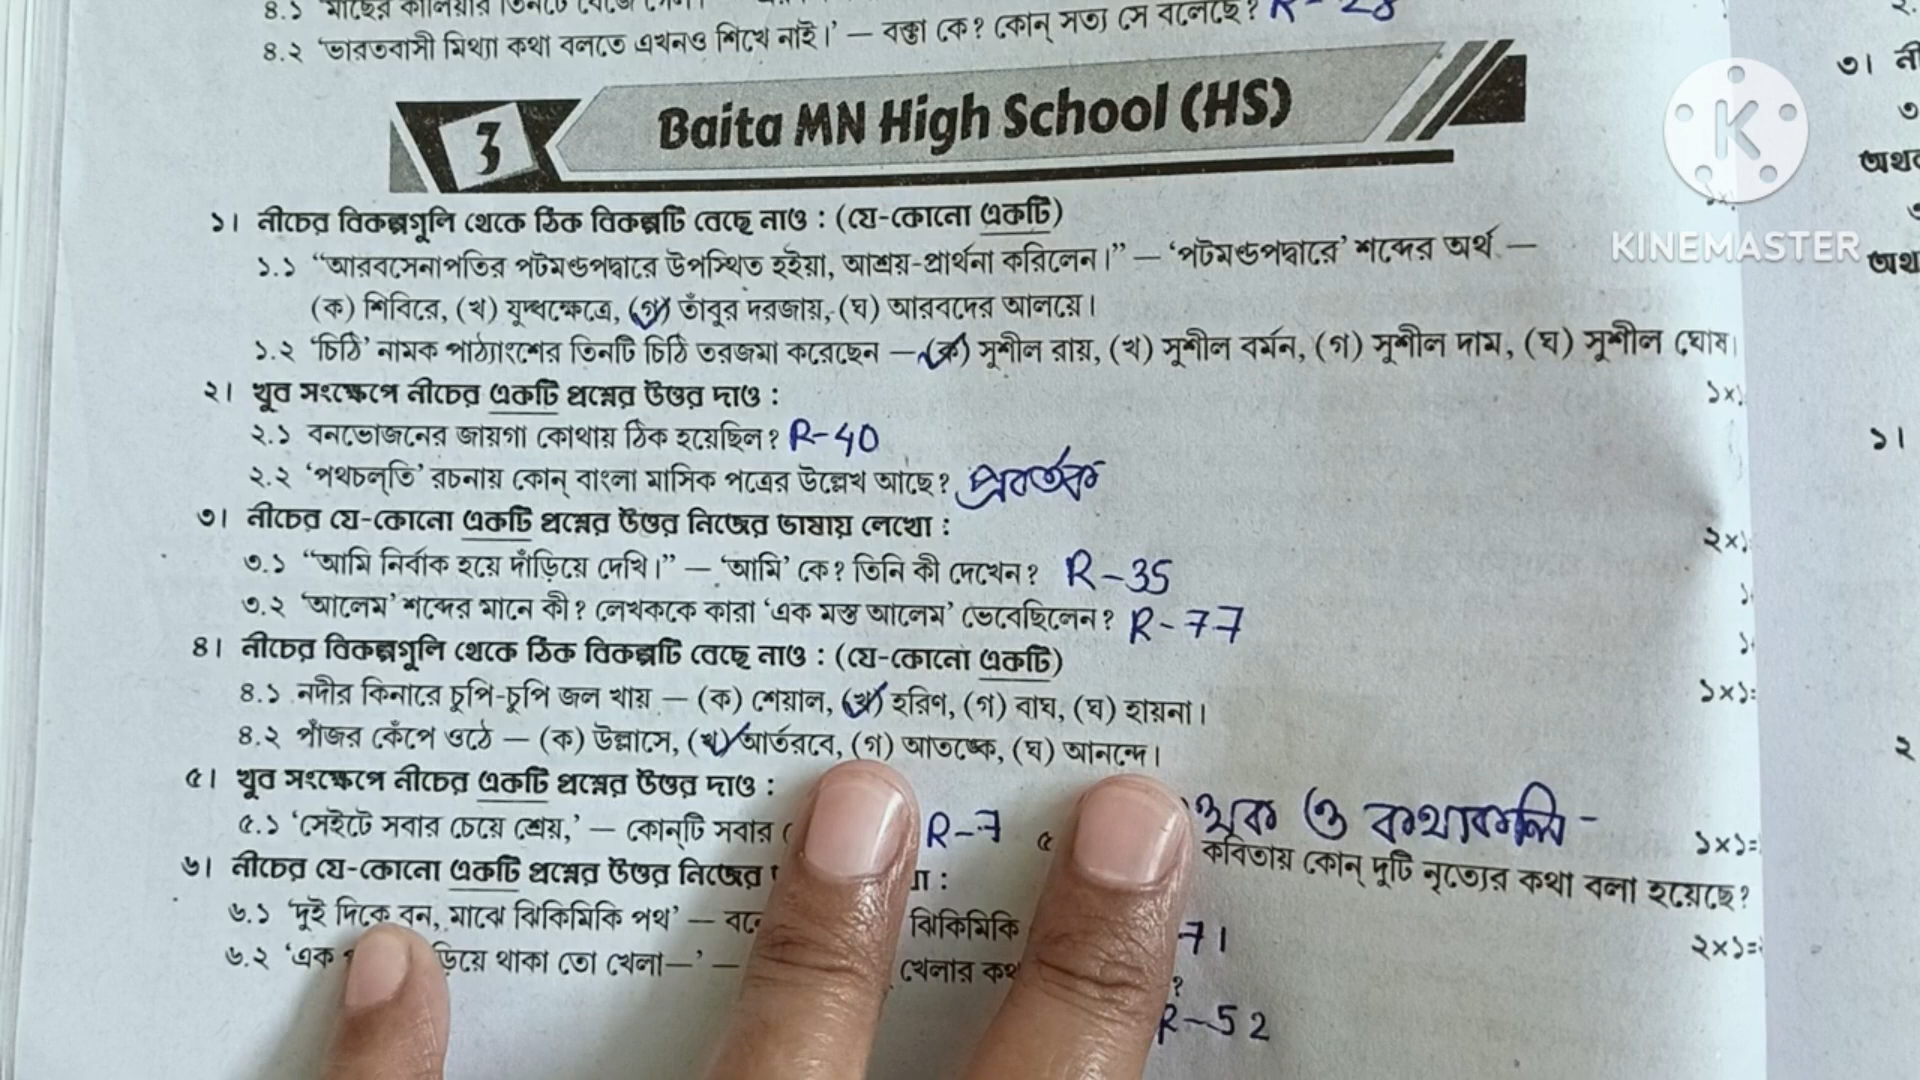 ৪.২ 'ভারতবাসী মিথ্যা কথা বলতে এখনও শিখে নাই।' — বক্তা কে? কোন্ সত্য সে বলেছে? R-28
3 Baita MN High School (HS)
K
KINEMASTER
১। নীচের বিকল্পগুলি থেকে ঠিক বিকল্পটি বেছে নাও : (যে-কোনো একটি)
১.১ "আরবসেনাপতির পটমণ্ডপদ্বারে উপস্থিত হইয়া, আশ্রয়-প্রার্থনা করিলেন।" — 'পটমণ্ডপদ্বারে' শব্দের অর্থ —
(ক) শিবিরে, (খ) যুদ্ধক্ষেত্রে, (গ) তাঁবুর দরজায়, (ঘ) আরবদের আলয়ে।
১.২ 'চিঠি' নামক পাঠ্যাংশের তিনটি চিঠি তরজমা করেছেন — (ক) সুশীল রায়, (খ) সুশীল বর্মন, (গ) সুশীল দাম, (ঘ) সুশীল ঘোষ।
২। খুব সংক্ষেপে নীচের একটি প্রশ্নের উত্তর দাও : ১×১
২.১ বনভোজনের জায়গা কোথায় ঠিক হয়েছিল? R-40
২.২ 'পথচল্‌তি' রচনায় কোন্ বাংলা মাসিক পত্রের উল্লেখ আছে? প্রবর্তক
৩। নীচের যে-কোনো একটি প্রশ্নের উত্তর নিজের ভাষায় লেখো : ২×১
৩.১ "আমি নির্বাক হয়ে দাঁড়িয়ে দেখি।" — 'আমি' কে? তিনি কী দেখেন? R-35
৩.২ 'আলেম' শব্দের মানে কী? লেখককে কারা 'এক মস্ত আলেম' ভেবেছিলেন? R-77
৪। নীচের বিকল্পগুলি থেকে ঠিক বিকল্পটি বেছে নাও : (যে-কোনো একটি)
৪.১ নদীর কিনারে চুপি-চুপি জল খায় — (ক) শেয়াল, (খ) হরিণ, (গ) বাঘ, (ঘ) হায়না। ১×১=
৪.২ পাঁজর কেঁপে ওঠে — (ক) উল্লাসে, (খ) আর্তরবে, (গ) আতঙ্কে, (ঘ) আনন্দে।
৫। খুব সংক্ষেপে নীচের একটি প্রশ্নের উত্তর দাও :
৫.১ 'সেইটে সবার চেয়ে শ্রেয়,' — কোন্‌টি সবার R-7 ও কথাকলি - ১×১=
কবিতায় কোন্ দুটি নৃত্যের কথা বলা হয়েছে?
৬। নীচের যে-কোনো একটি প্রশ্নের উত্তর নিজের : ২×১=
৬.১ 'দুই দিকে বন, মাঝে ঝিকিমিকি পথ' — ঝিকিমিকি 71
৬.২ 'এক ড়িয়ে থাকা তো খেলা—' — খেলার ?
R-52